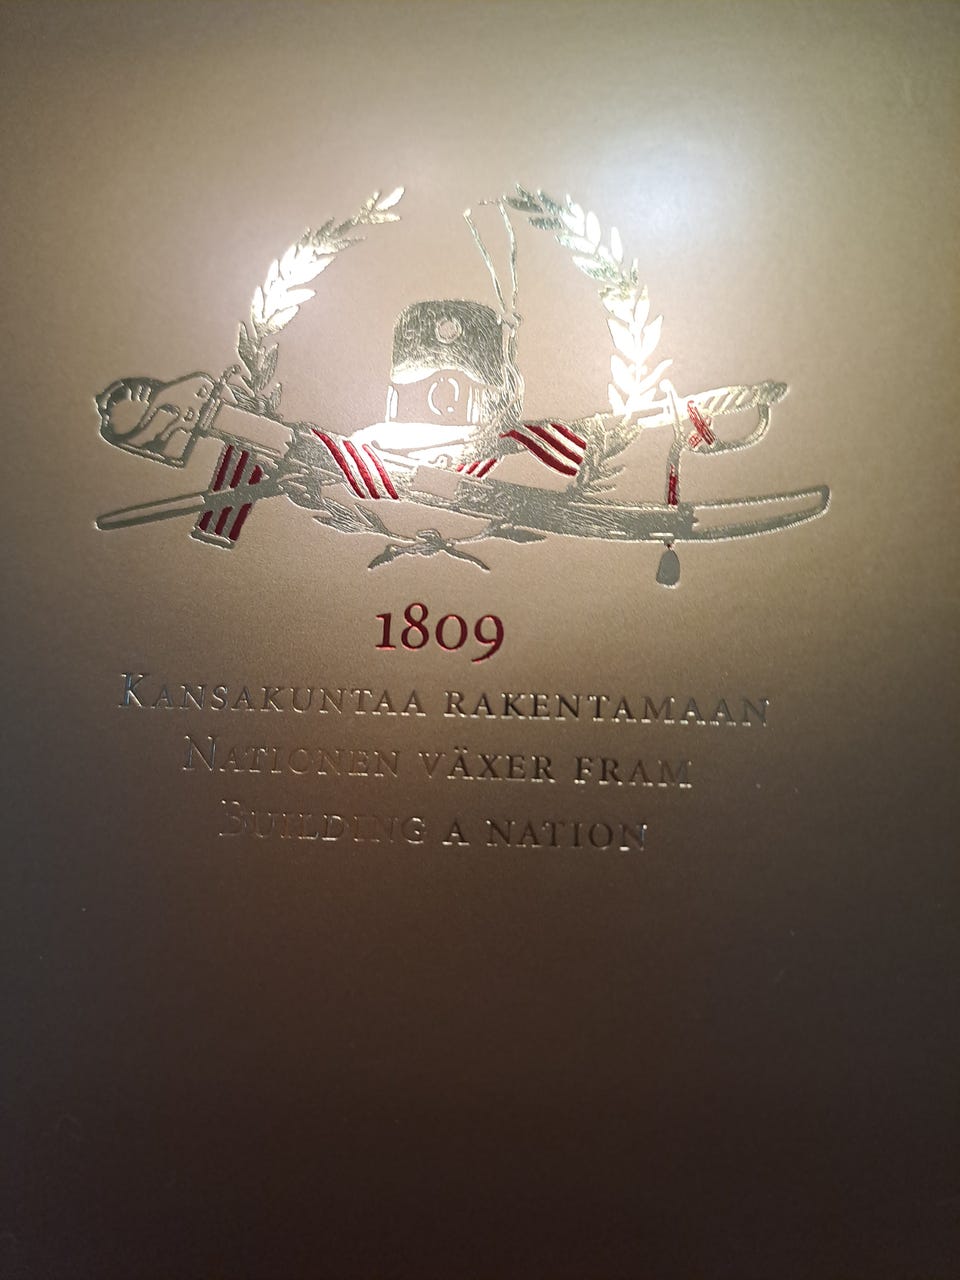 1809
Kansakuntaa rakentamaan
Nationen växer fram
Building a nation